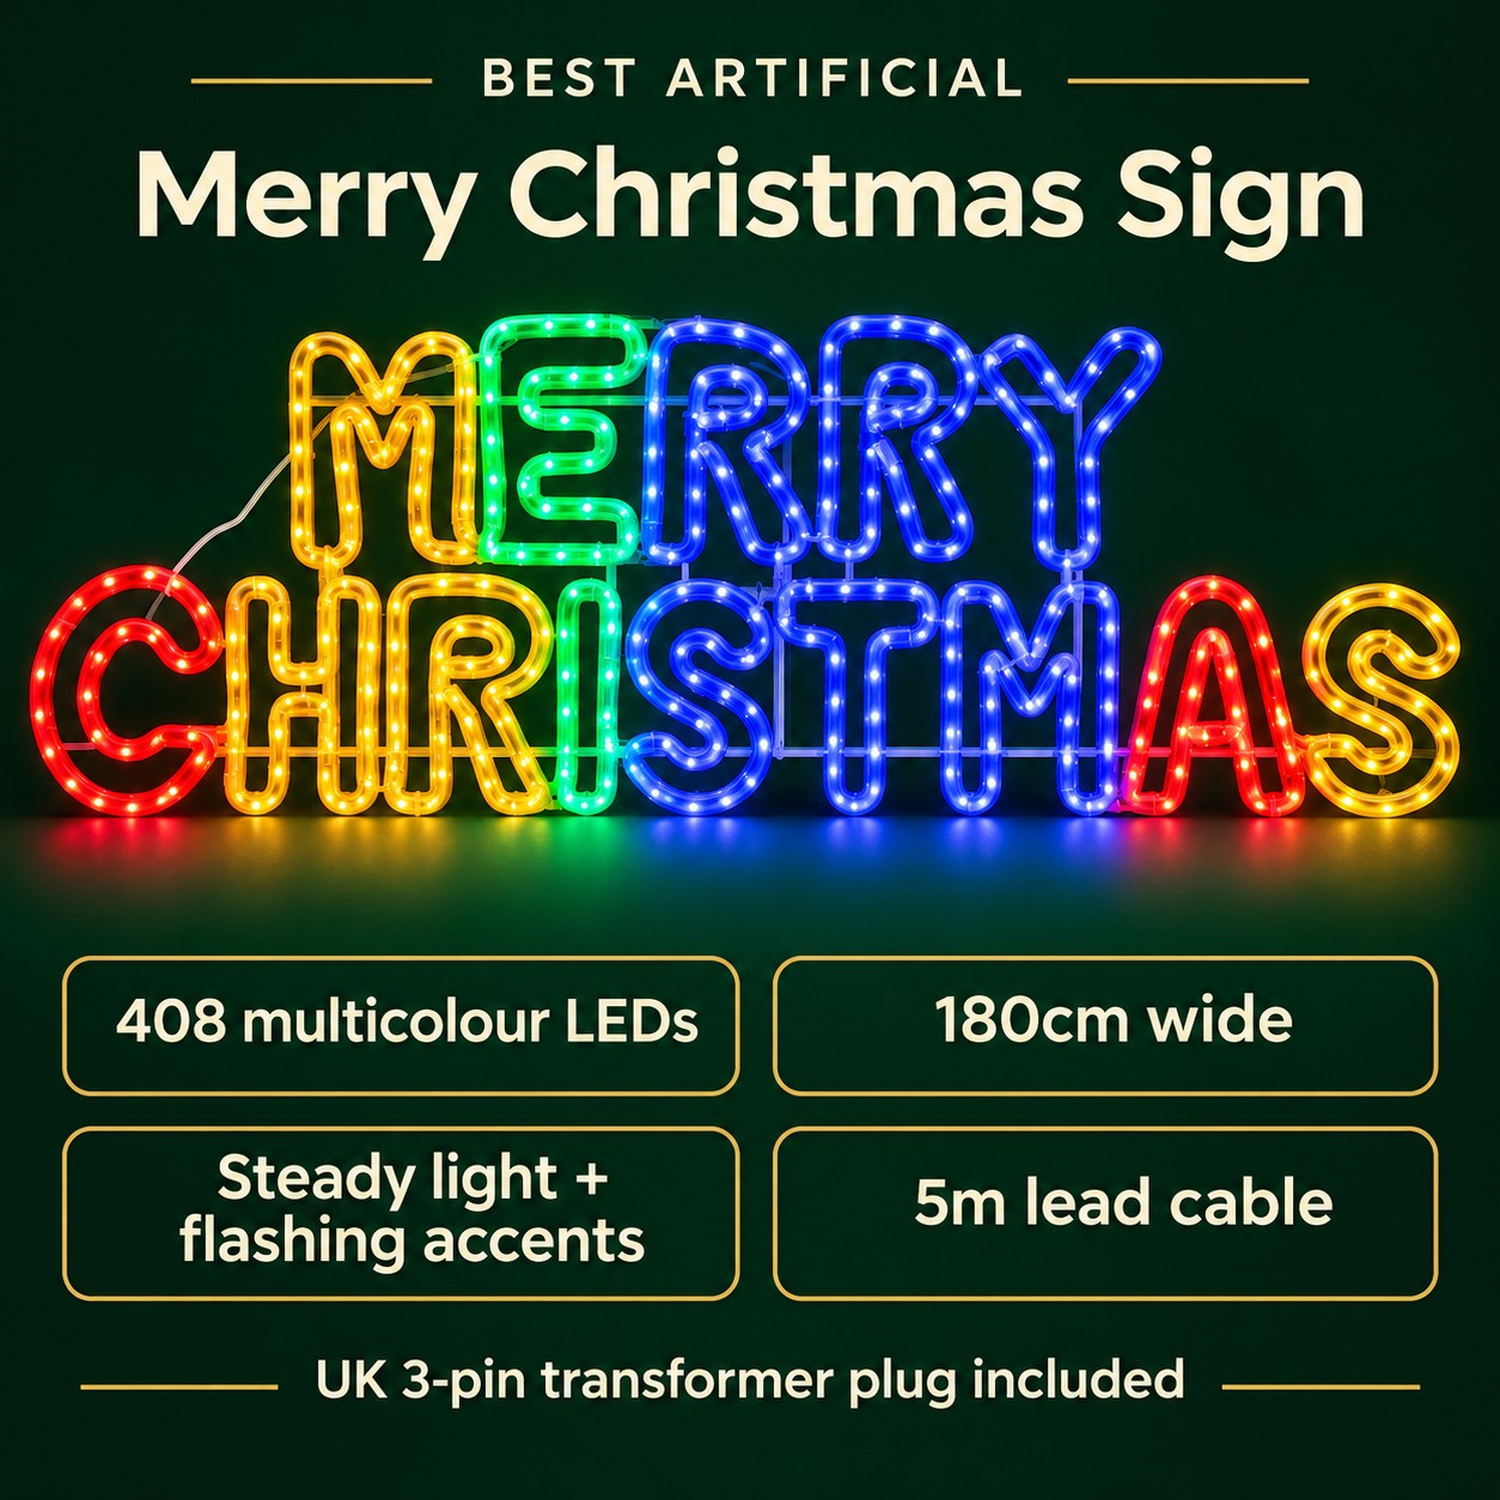 BEST ARTIFICIAL
Merry Christmas Sign
MERRY
CHRISTMAS
408 multicolour LEDs
180cm wide
Steady light +
flashing accents
5m lead cable
UK 3-pin transformer plug included